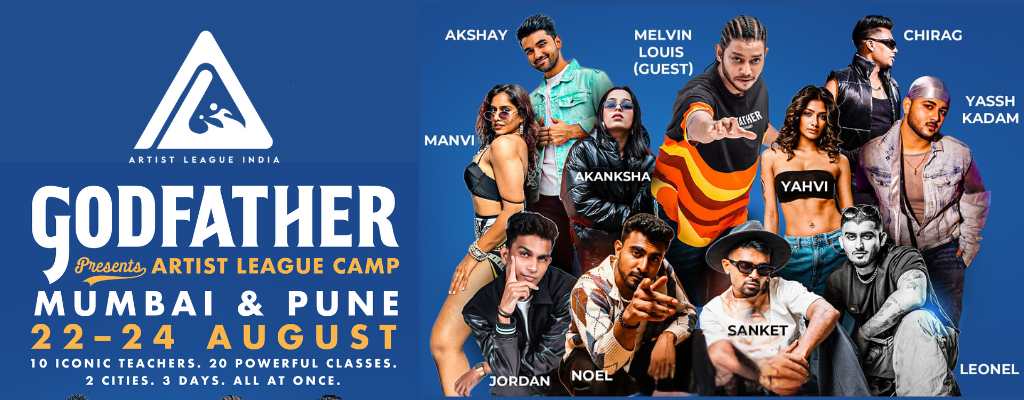 ARTIST LEAGUE INDIA
GODFATHER
Presents ARTIST LEAGUE CAMP
MUMBAI & PUNE
22–24 AUGUST
10 ICONIC TEACHERS. 20 POWERFUL CLASSES.
2 CITIES. 3 DAYS. ALL AT ONCE.
AKSHAY
MELVIN
LOUIS
(GUEST)
CHIRAG
YASSH
KADAM
MANVI
AKANKSHA
YAHVI
SANKET
JORDAN
NOEL
LEONEL